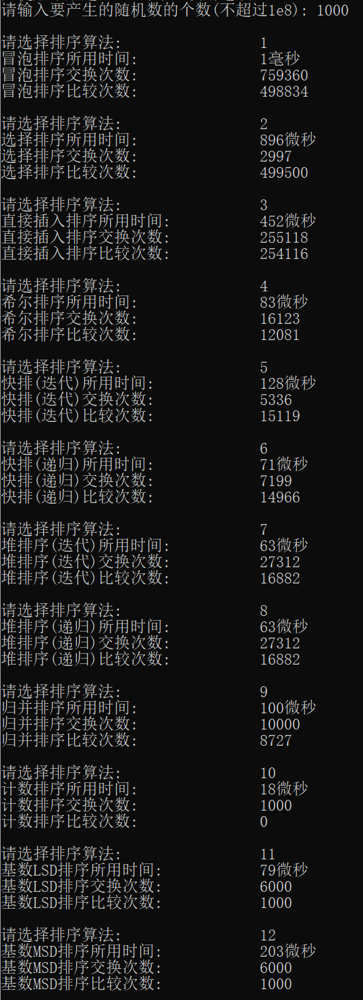 请输入要产生的随机数的个数(不超过1e8): 1000
请选择排序算法: 1
冒泡排序所用时间: 1毫秒
冒泡排序交换次数: 759360
冒泡排序比较次数: 498834
请选择排序算法: 2
选择排序所用时间: 896微秒
选择排序交换次数: 2997
选择排序比较次数: 499500
请选择排序算法: 3
直接插入排序所用时间: 452微秒
直接插入排序交换次数: 255118
直接插入排序比较次数: 254116
请选择排序算法: 4
希尔排序所用时间: 83微秒
希尔排序交换次数: 16123
希尔排序比较次数: 12081
请选择排序算法: 5
快排(迭代)所用时间: 128微秒
快排(迭代)交换次数: 5336
快排(迭代)比较次数: 15119
请选择排序算法: 6
快排(递归)所用时间: 71微秒
快排(递归)交换次数: 7199
快排(递归)比较次数: 14966
请选择排序算法: 7
堆排序(迭代)所用时间: 63微秒
堆排序(迭代)交换次数: 27312
堆排序(迭代)比较次数: 16882
请选择排序算法: 8
堆排序(递归)所用时间: 63微秒
堆排序(递归)交换次数: 27312
堆排序(递归)比较次数: 16882
请选择排序算法: 9
归并排序所用时间: 100微秒
归并排序交换次数: 10000
归并排序比较次数: 8727
请选择排序算法: 10
计数排序所用时间: 18微秒
计数排序交换次数: 1000
计数排序比较次数: 0
请选择排序算法: 11
基数LSD排序所用时间: 79微秒
基数LSD排序交换次数: 6000
基数LSD排序比较次数: 1000
请选择排序算法: 12
基数MSD排序所用时间: 203微秒
基数MSD排序交换次数: 6000
基数MSD排序比较次数: 1000